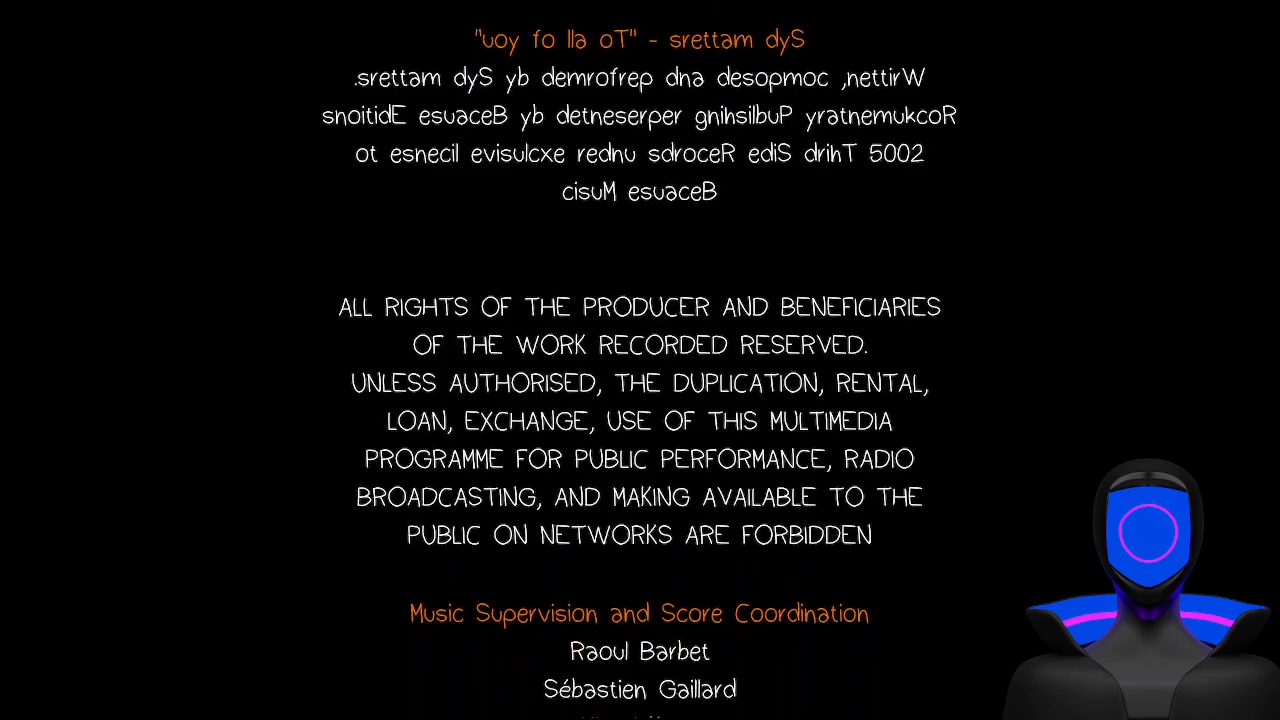 "uoy fo lla oT" - srettam dyS
.srettam dyS yb demrofrep dna desopmoc ,nettirW
snoitidE esuaceB yb detneserper gnihsilbuP yratnemukcoR
ot esnecil evisulcxe rednu sdroceR ediS drihT 5002
cisuM esuaceB
ALL RIGHTS OF THE PRODUCER AND BENEFICIARIES
OF THE WORK RECORDED RESERVED.
UNLESS AUTHORISED, THE DUPLICATION, RENTAL,
LOAN, EXCHANGE, USE OF THIS MULTIMEDIA
PROGRAMME FOR PUBLIC PERFORMANCE, RADIO
BROADCASTING, AND MAKING AVAILABLE TO THE
PUBLIC ON NETWORKS ARE FORBIDDEN
Music Supervision and Score Coordination
Raoul Barbet
Sébastien Gaillard